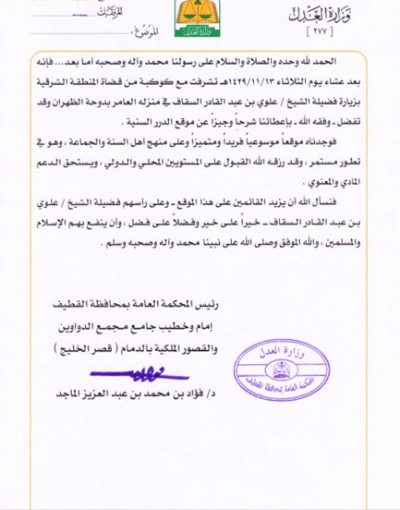 وزارة العدل
[ ٢٧٧ ]
المرفقات
الموضوع :
وزارة العدل
الحمد لله وحده والصلاة والسلام على رسولنا محمد وآله وصحبه أما بعد... فإنه
بعد عشاء يوم الثلاثاء ١٤٢٩/١١/١٣هـ تشرفت مع كوكبة من قضاة المنطقة الشرقية
بزيارة فضيلة الشيخ / علوي بن عبد القادر السقاف في منزله العامر بدوحة الظهران وقد
تفضل ـ وفقه الله ـ بإعطائنا شرحاً وجيزاً عن موقع الدرر السنية .
فوجدناه موقعاً موسوعياً فريداً ومتميزاً وعلى منهج أهل السنة والجماعة ، وهو في
تطور مستمر ، وقد رزقه الله القبول على المستويين المحلي والدولي ، ويستحق الدعم
المادي والمعنوي .
فنسأل الله أن يزيد القائمين على هذا الموقع ـ وعلى رأسهم فضيلة الشيخ / علوي
بن عبد القادر السقاف ـ خيراً على خير وفضلاً على فضل ، وأن ينفع بهم الإسلام
والمسلمين ، والله الموفق وصلى الله على نبينا محمد وآله وصحبه وسلم .
رئيس المحكمة العامة بمحافظة القطيف
إمام وخطيب جامع مجمع الدواوين
والقصور الملكية بالدمام ( قصر الخليج )
د/ فؤاد بن محمد بن عبد العزيز الماجد
وزارة العدل
المحكمة العامة بمحافظة القطيف